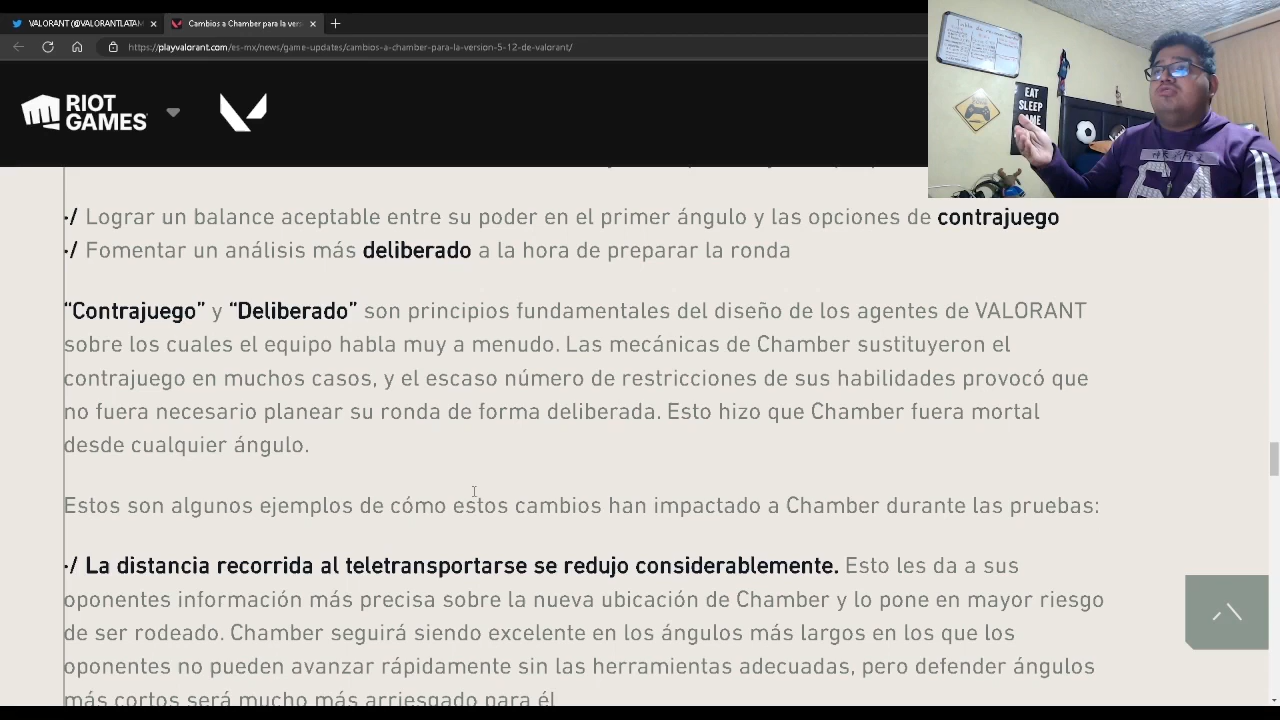 VALORANT (@VALORANTLATAM
Cambios a Chamber para la vers
https://playvalorant.com/es-mx/news/game-updates/cambios-a-chamber-para-la-version-5-12-de-valorant/
RIOT
GAMES
EAT
SLEEP
64
·/ Lograr un balance aceptable entre su poder en el primer ángulo y las opciones de contrajuego
·/ Fomentar un análisis más deliberado a la hora de preparar la ronda
“Contrajuego” y “Deliberado” son principios fundamentales del diseño de los agentes de VALORANT
sobre los cuales el equipo habla muy a menudo. Las mecánicas de Chamber sustituyeron el
contrajuego en muchos casos, y el escaso número de restricciones de sus habilidades provocó que
no fuera necesario planear su ronda de forma deliberada. Esto hizo que Chamber fuera mortal
desde cualquier ángulo.
Estos son algunos ejemplos de cómo estos cambios han impactado a Chamber durante las pruebas:
·/ La distancia recorrida al teletransportarse se redujo considerablemente. Esto les da a sus
oponentes información más precisa sobre la nueva ubicación de Chamber y lo pone en mayor riesgo
de ser rodeado. Chamber seguirá siendo excelente en los ángulos más largos en los que los
oponentes no pueden avanzar rápidamente sin las herramientas adecuadas, pero defender ángulos
más cortos será mucho más arriesgado para él